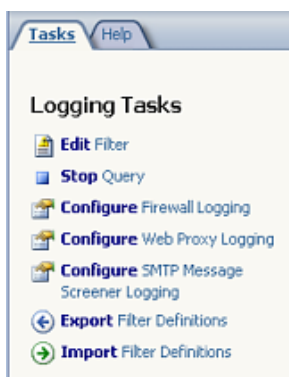 Tasks Help
Logging Tasks
Edit Filter
Stop Query
Configure Firewall Logging
Configure Web Proxy Logging
Configure SMTP Message
Screener Logging
Export Filter Definitions
Import Filter Definitions